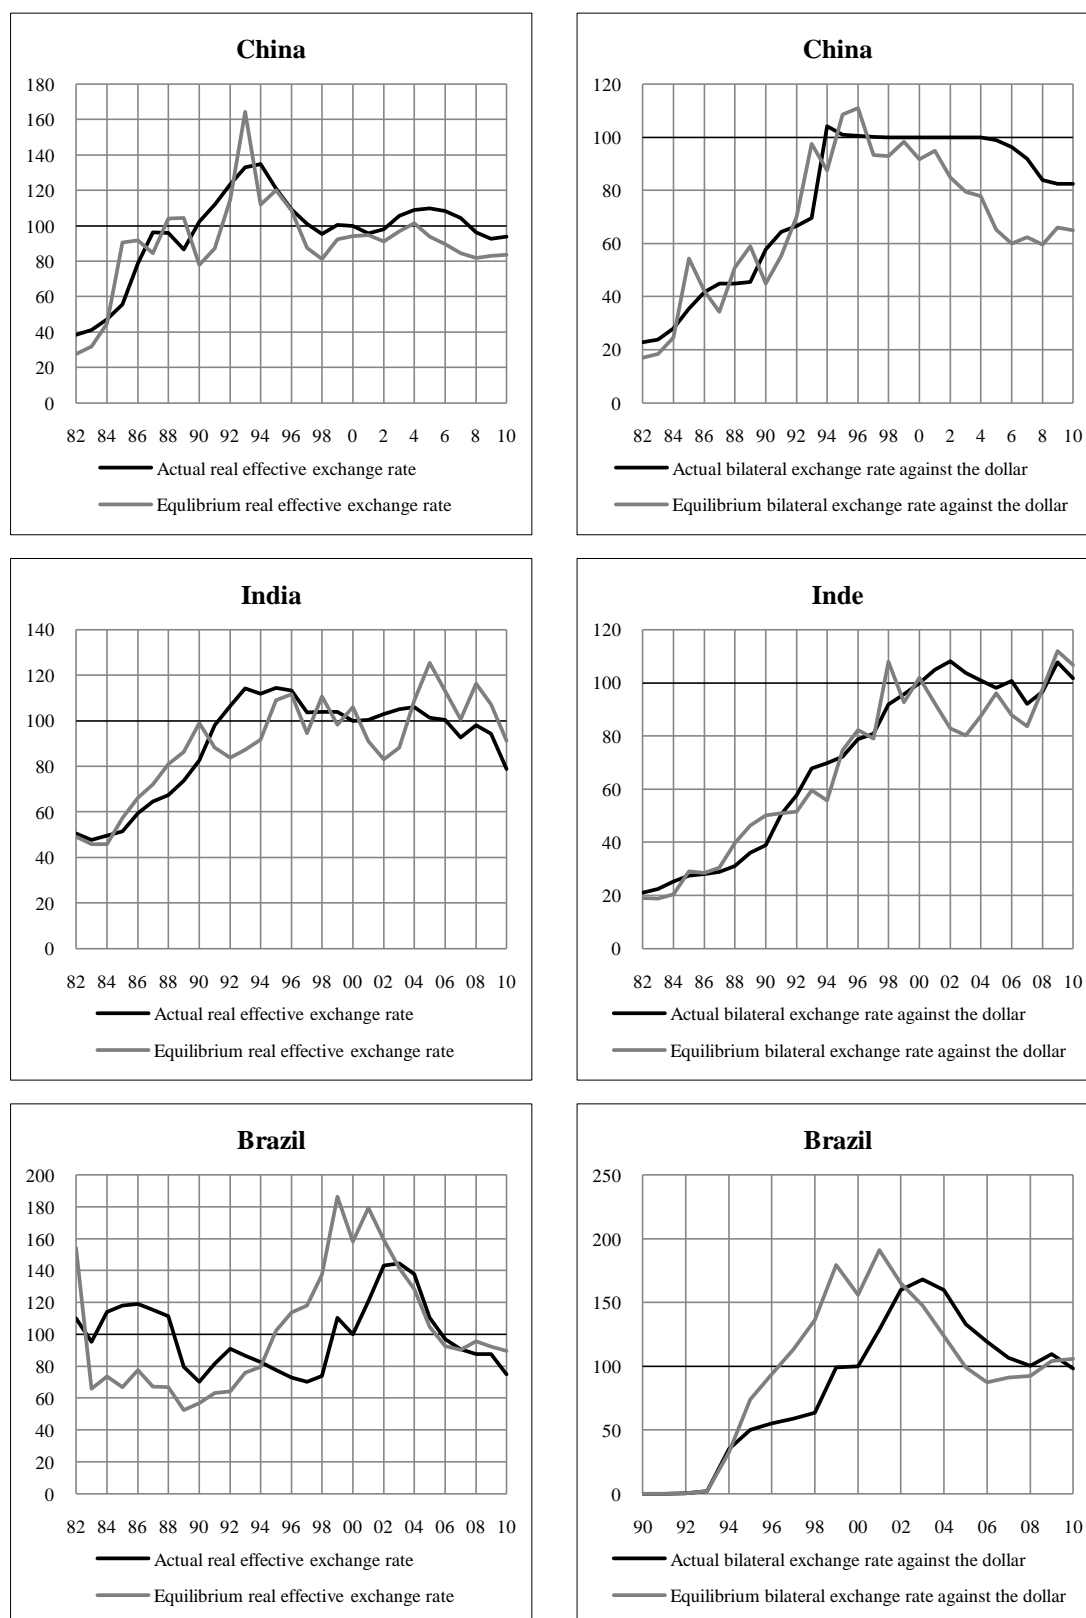 China
180
160
140
120
100
80
60
40
20
0
82 84 86 88 90 92 94 96 98 0 2 4 6 8 10
Actual real effective exchange rate
Equlibrium real effective exchange rate
China
120
100
80
60
40
20
0
82 84 86 88 90 92 94 96 98 0 2 4 6 8 10
Actual bilateral exchange rate against the dollar
Equilibrium bilateral exchange rate against the dollar
India
140
120
100
80
60
40
20
0
82 84 86 88 90 92 94 96 98 00 02 04 06 08 10
Actual real effective exchange rate
Equilibrium real effective exchange rate
Inde
120
100
80
60
40
20
0
82 84 86 88 90 92 94 96 98 00 02 04 06 08 10
Actual bilateral exchange rate against the dollar
Equilibrium bilateral exchange rate against the dollar
Brazil
200
180
160
140
120
100
80
60
40
20
0
82 84 86 88 90 92 94 96 98 00 02 04 06 08 10
Actual real effective exchange rate
Equilibrium real effective exchange rate
Brazil
250
200
150
100
50
0
90 92 94 96 98 00 02 04 06 08 10
Actual bilateral exchange rate against the dollar
Equilibrium bilateral exchange rate against the dollar